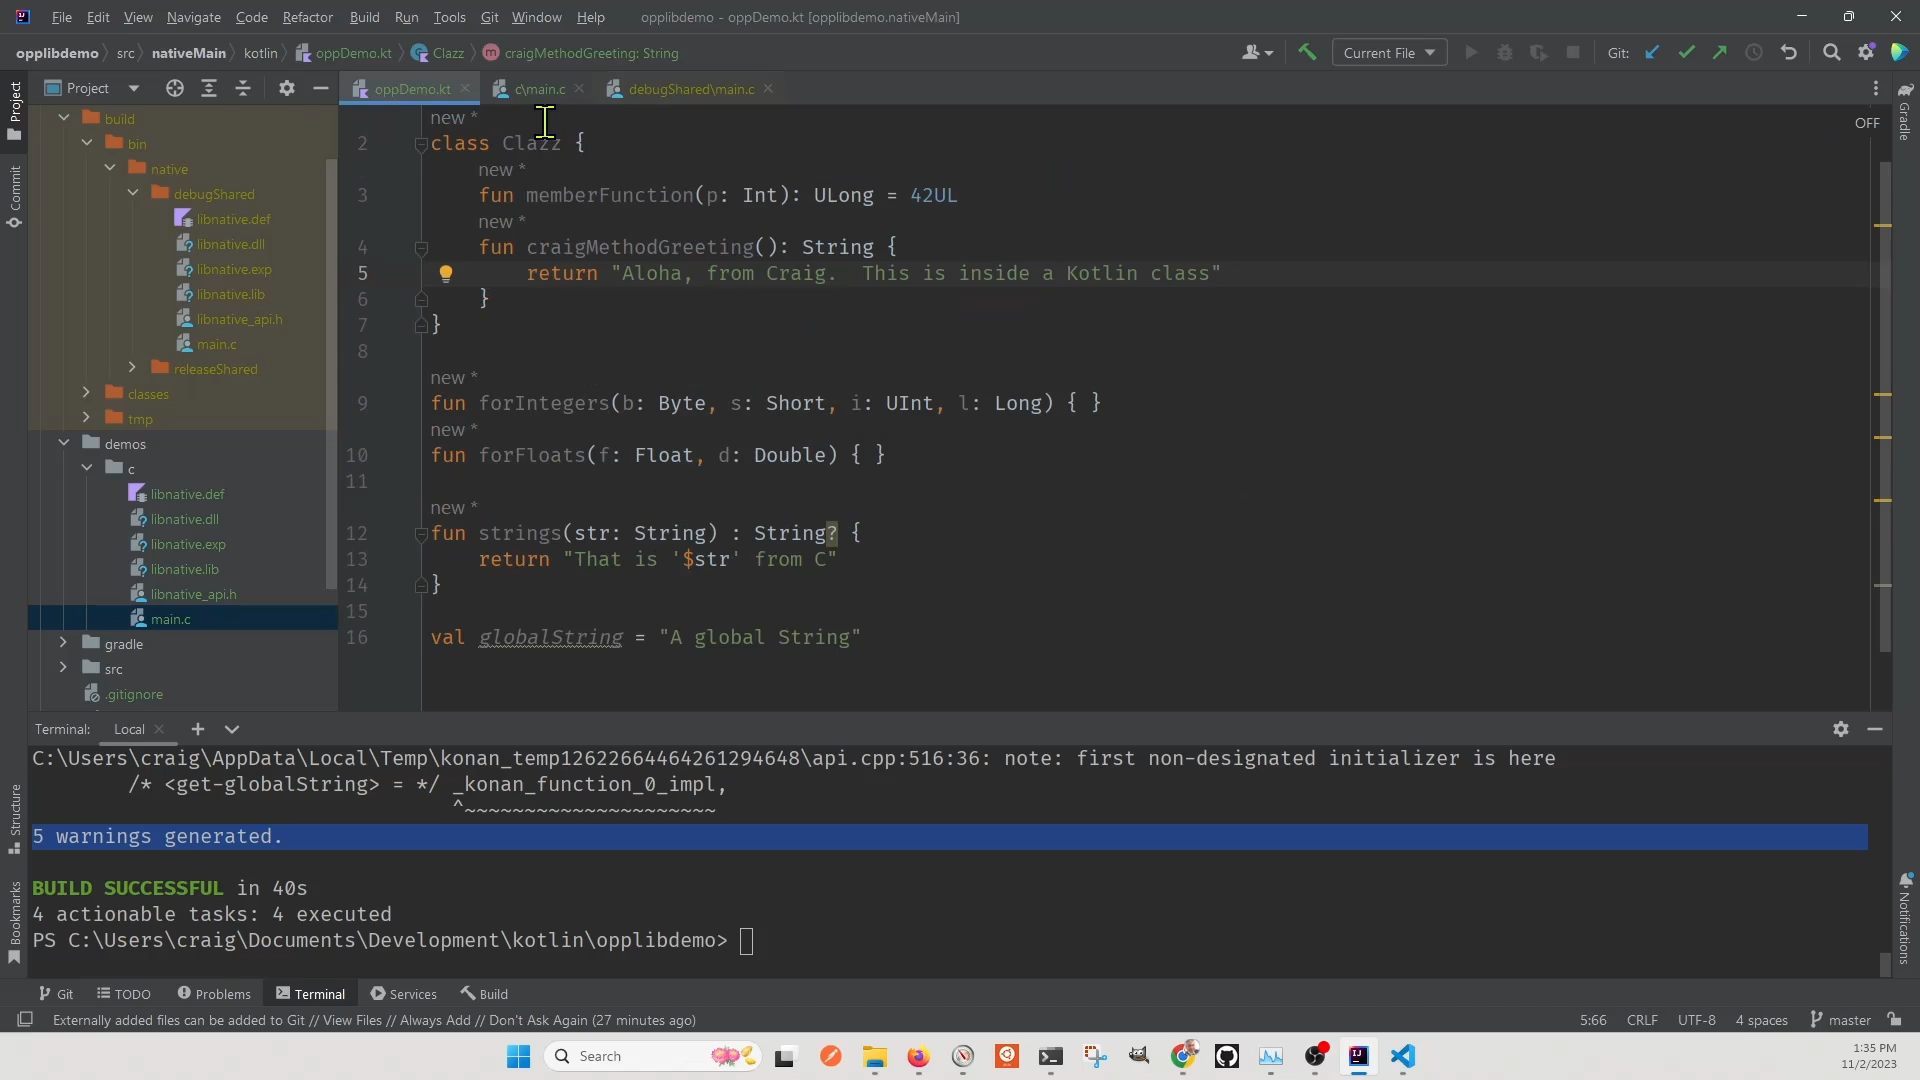 File Edit View Navigate Code Refactor Build Run Tools Git Window Help opplibdemo - oppDemo.kt [opplibdemo.nativeMain]
opplibdemo src nativeMain kotlin oppDemo.kt Clazz craigMethodGreeting: String Current File Git:
Project oppDemo.kt c\main.c debugShared\main.c
Project
Commit
Structure
Bookmarks
Gradle
Notifications
OFF
build
bin
native
debugShared
libnative.def
libnative.dll
libnative.exp
libnative.lib
libnative_api.h
main.c
releaseShared
classes
tmp
demos
c
libnative.def
libnative.dll
libnative.exp
libnative.lib
libnative_api.h
main.c
gradle
src
.gitignore
new *
2 class Clazz {
new *
3 fun memberFunction(p: Int): ULong = 42UL
new *
4 fun craigMethodGreeting(): String {
5 return "Aloha, from Craig.  This is inside a Kotlin class"
6 }
7 }
8
new *
9 fun forIntegers(b: Byte, s: Short, i: UInt, l: Long) { }
new *
10 fun forFloats(f: Float, d: Double) { }
11
new *
12 fun strings(str: String) : String? {
13 return "That is '$str' from C"
14 }
15
16 val globalString = "A global String"
Terminal: Local
C:\Users\craig\AppData\Local\Temp\konan_temp12622664464261294648\api.cpp:516:36: note: first non-designated initializer is here
/* <get-globalString> = */ _konan_function_0_impl,
^~~~~~~~~~~~~~~~~~~~~~
5 warnings generated.
BUILD SUCCESSFUL in 40s
4 actionable tasks: 4 executed
PS C:\Users\craig\Documents\Development\kotlin\opplibdemo>
Git TODO Problems Terminal Services Build
Externally added files can be added to Git // View Files // Always Add // Don't Ask Again (27 minutes ago) 5:66 CRLF UTF-8 4 spaces master
Search
1:35 PM
11/2/2023